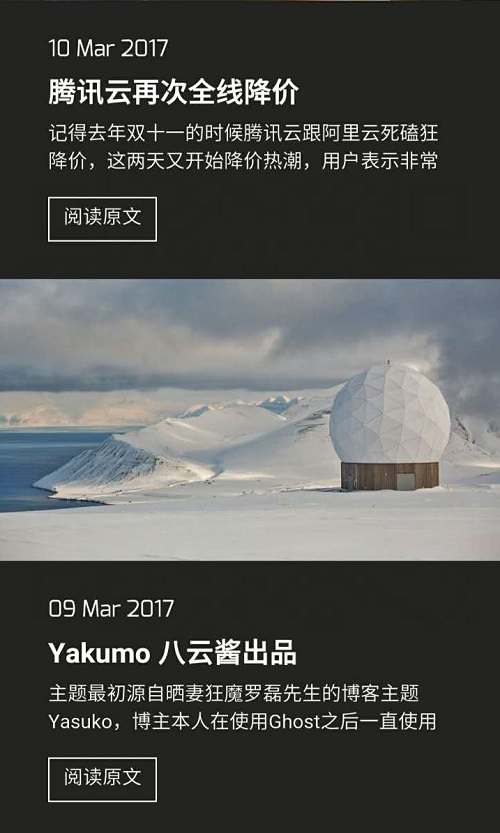 10 Mar 2017
腾讯云再次全线降价
记得去年双十一的时候腾讯云跟阿里云死磕狂
降价，这两天又开始降价热潮，用户表示非常
阅读原文
09 Mar 2017
Yakumo 八云酱出品
主题最初源自晒妻狂魔罗磊先生的博客主题
Yasuko，博主本人在使用Ghost之后一直使用
阅读原文